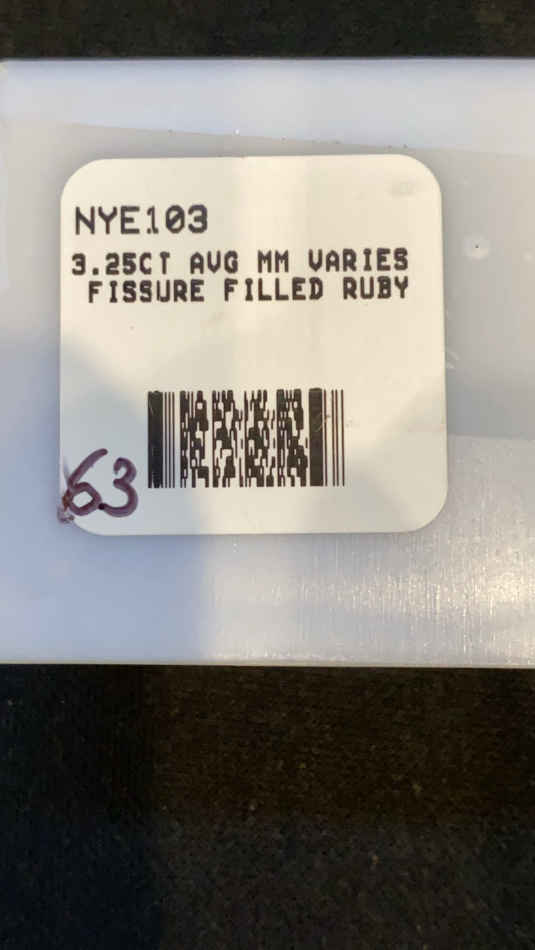 NYE103
3.25CT AVG MM VARIES
FISSURE FILLED RUBY
63